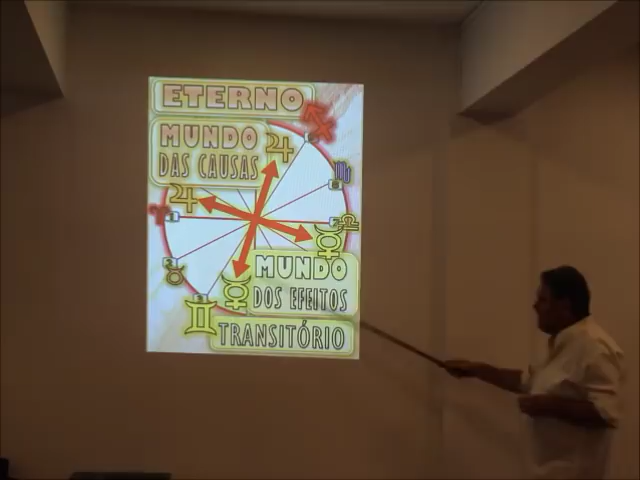 ETERNO
MUNDO
DAS CAUSAS
MUNDO
DOS EFEITOS
TRANSITÓRIO